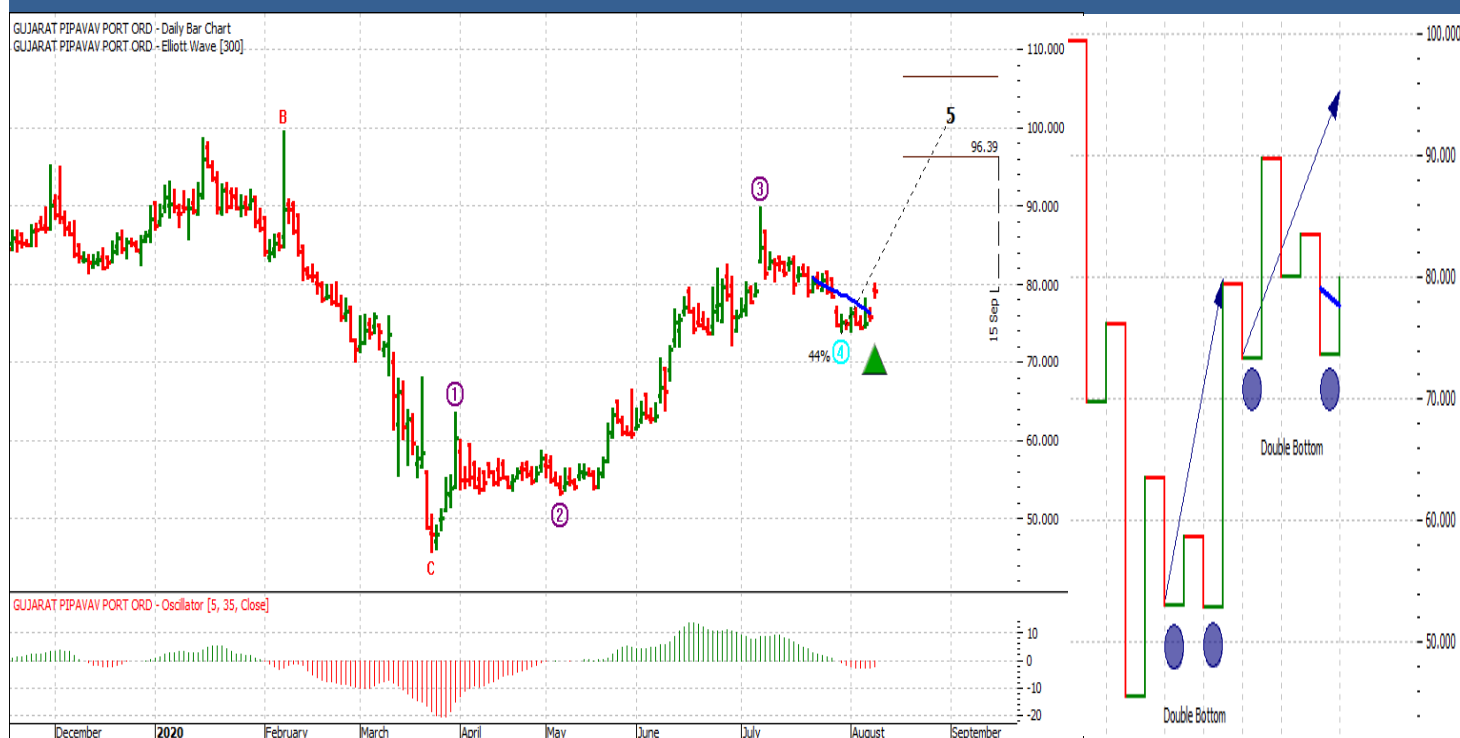 GUJARAT PIPAVAV PORT ORD - Daily Bar Chart
GUJARAT PIPAVAV PORT ORD - Elliott Wave [300]
110.000
100.000
90.000
80.000
70.000
60.000
50.000
B
C
1
2
3
44% 4
5
96.39
15 Sep L
GUJARAT PIPAVAV PORT ORD - Oscillator [5, 35, Close]
10
0
-10
-20
December 2020 February March April May June July August September
100.000
90.000
80.000
70.000
60.000
50.000
Double Bottom
Double Bottom